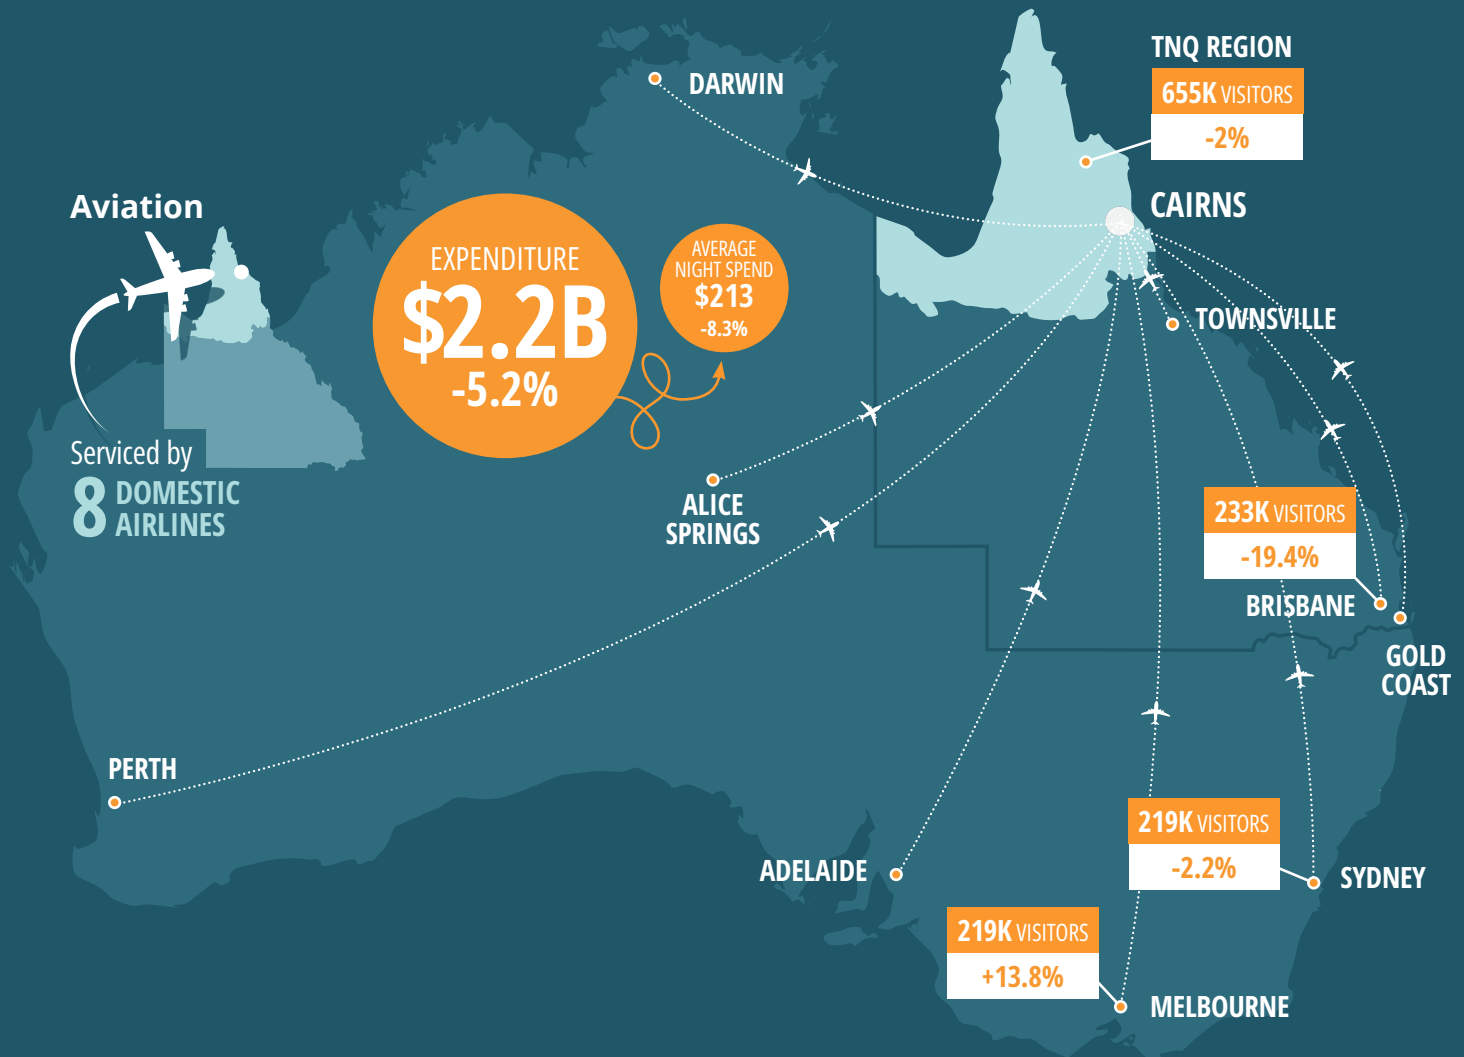 TNQ REGION
655K VISITORS
-2%
DARWIN
CAIRNS
Aviation
EXPENDITURE
$2.2B
-5.2%
AVERAGE
NIGHT SPEND
$213
-8.3%
TOWNSVILLE
Serviced by
8 DOMESTIC
AIRLINES
ALICE
SPRINGS
233K VISITORS
-19.4%
BRISBANE
GOLD
COAST
PERTH
219K VISITORS
-2.2%
SYDNEY
ADELAIDE
219K VISITORS
+13.8%
MELBOURNE